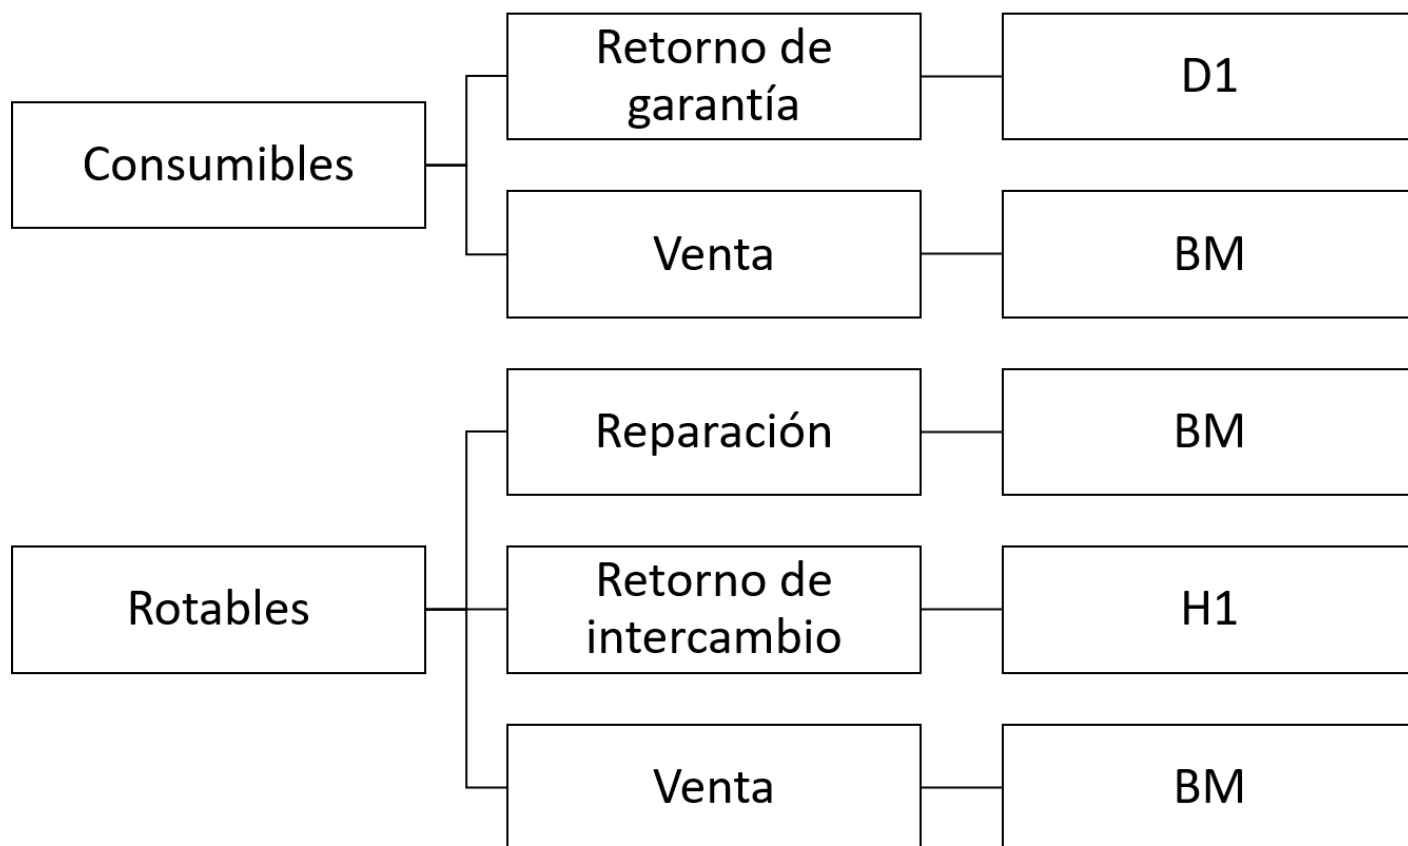 Consumibles
Retorno de
garantía
D1
Venta
BM
Rotables
Reparación
BM
Retorno de
intercambio
H1
Venta
BM